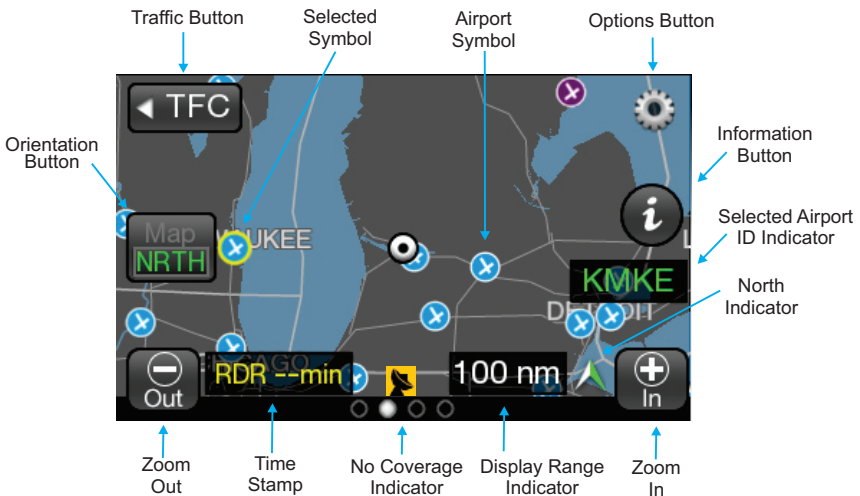 Traffic Button
Selected
Symbol
Airport
Symbol
Options Button
TFC
Orientation
Button
Information
Button
i
Map
NRTH
UKEE
Selected Airport
ID Indicator
KMKE
North
Indicator
RDR --min
100 nm
Out
In
Zoom
Out
Time
Stamp
No Coverage
Indicator
Display Range
Indicator
Zoom
In